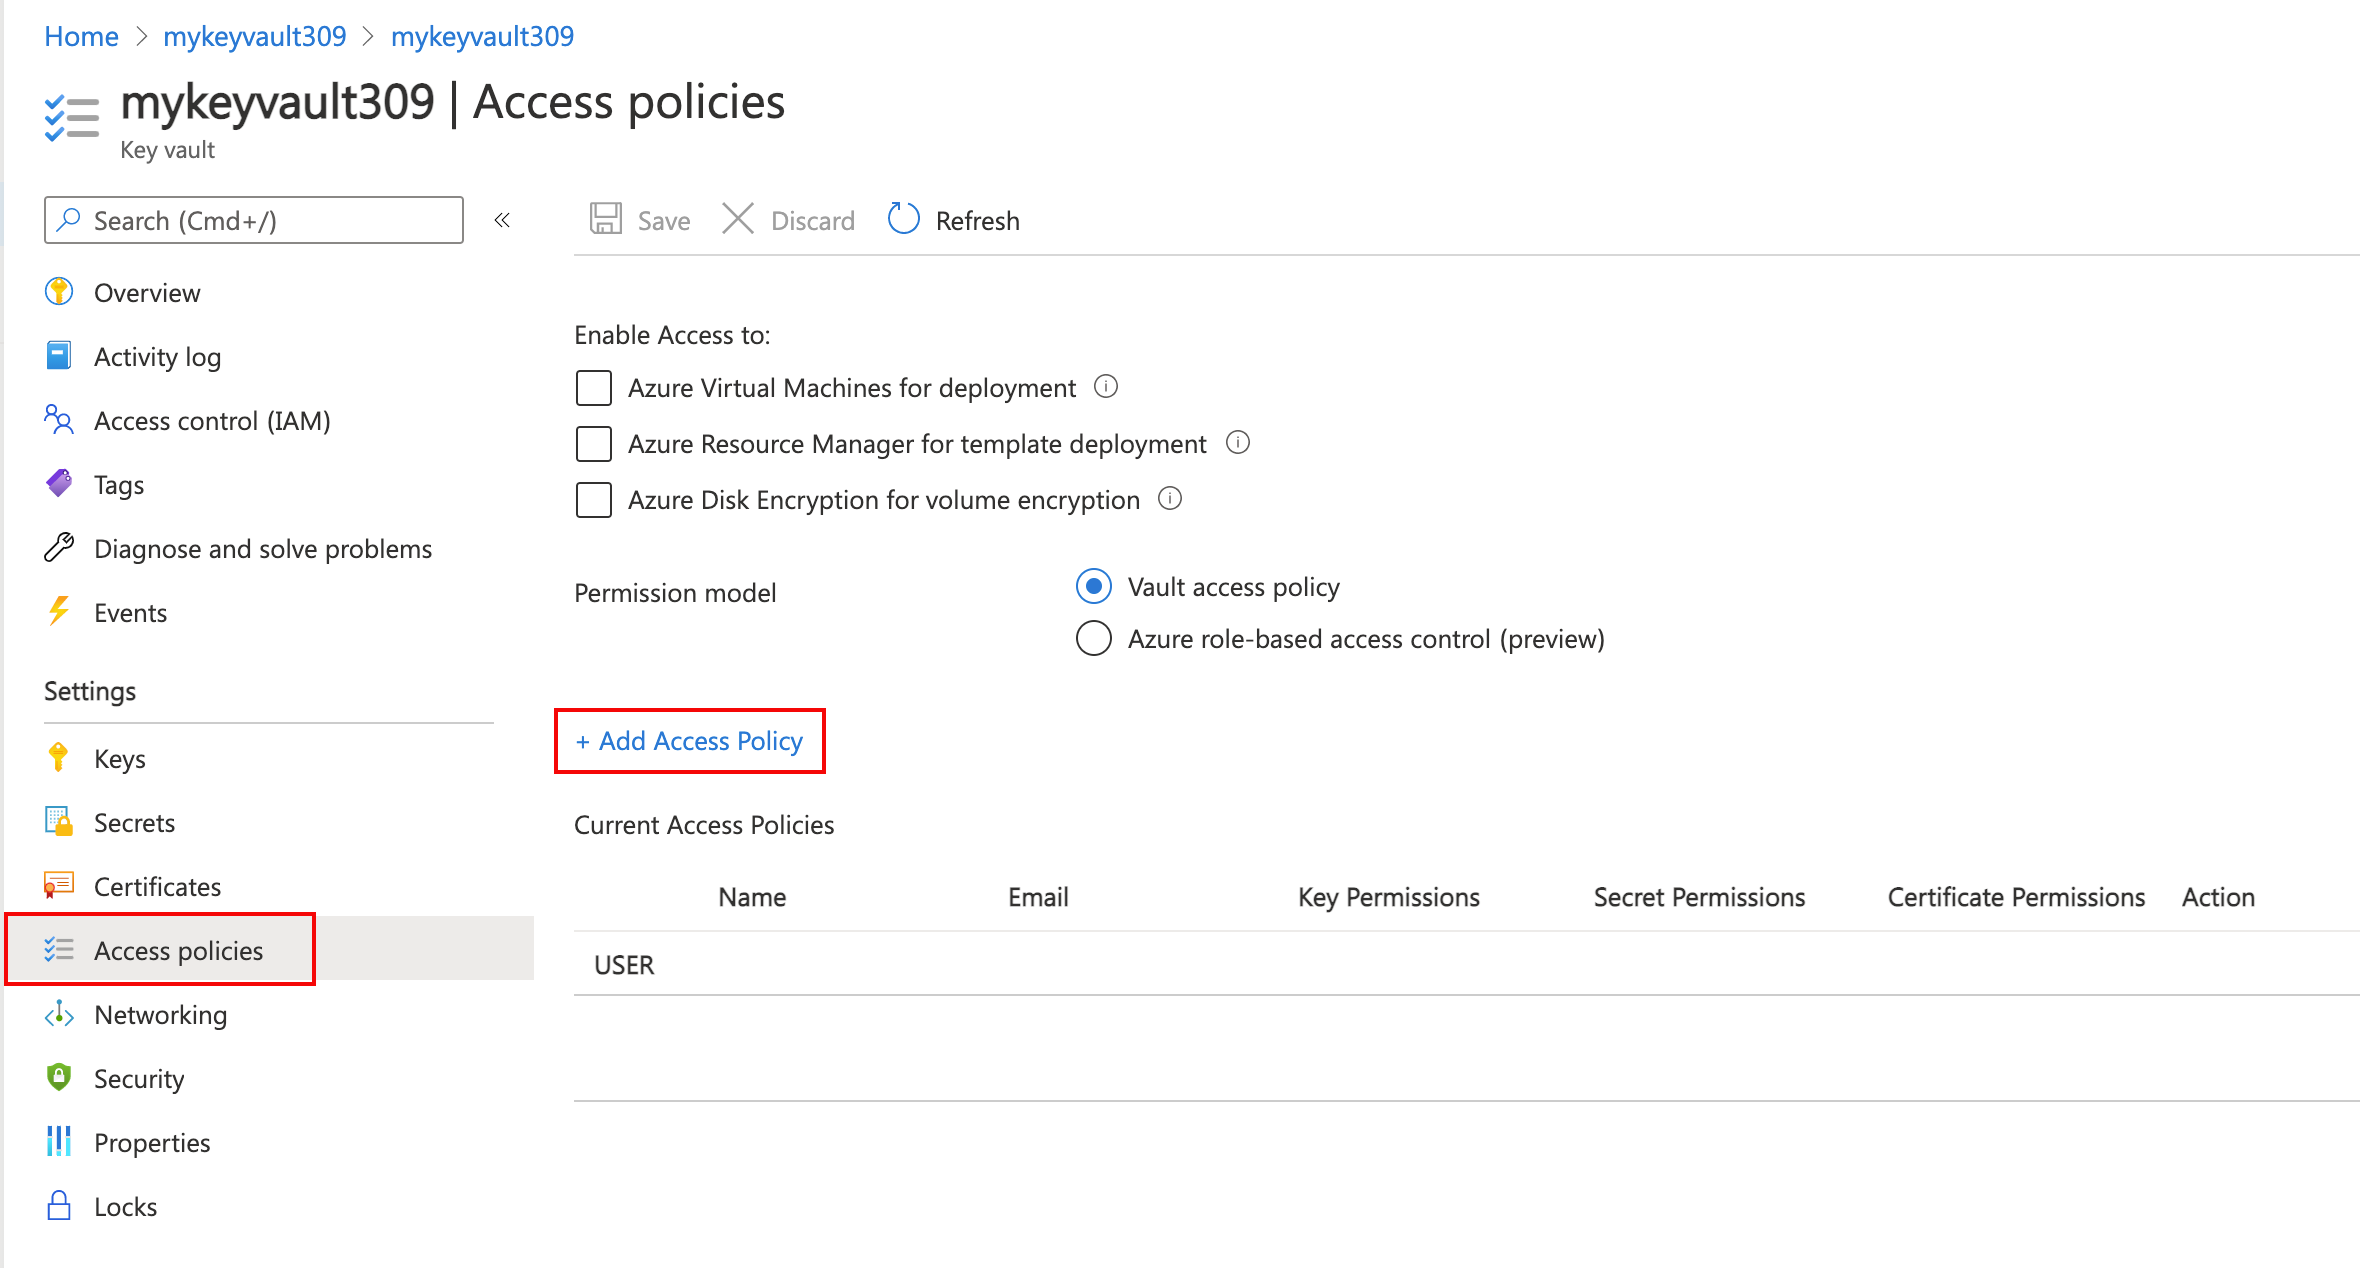 Home > mykeyvault309 > mykeyvault309
mykeyvault309 | Access policies
Key vault
Search (Cmd+/)
«
Save
Discard
Refresh
Overview
Activity log
Access control (IAM)
Tags
Diagnose and solve problems
Events
Settings
Keys
Secrets
Certificates
Access policies
Networking
Security
Properties
Locks
Enable Access to:
Azure Virtual Machines for deployment
Azure Resource Manager for template deployment
Azure Disk Encryption for volume encryption
Permission model
Vault access policy
Azure role-based access control (preview)
+ Add Access Policy
Current Access Policies
Name Email Key Permissions Secret Permissions Certificate Permissions Action
USER